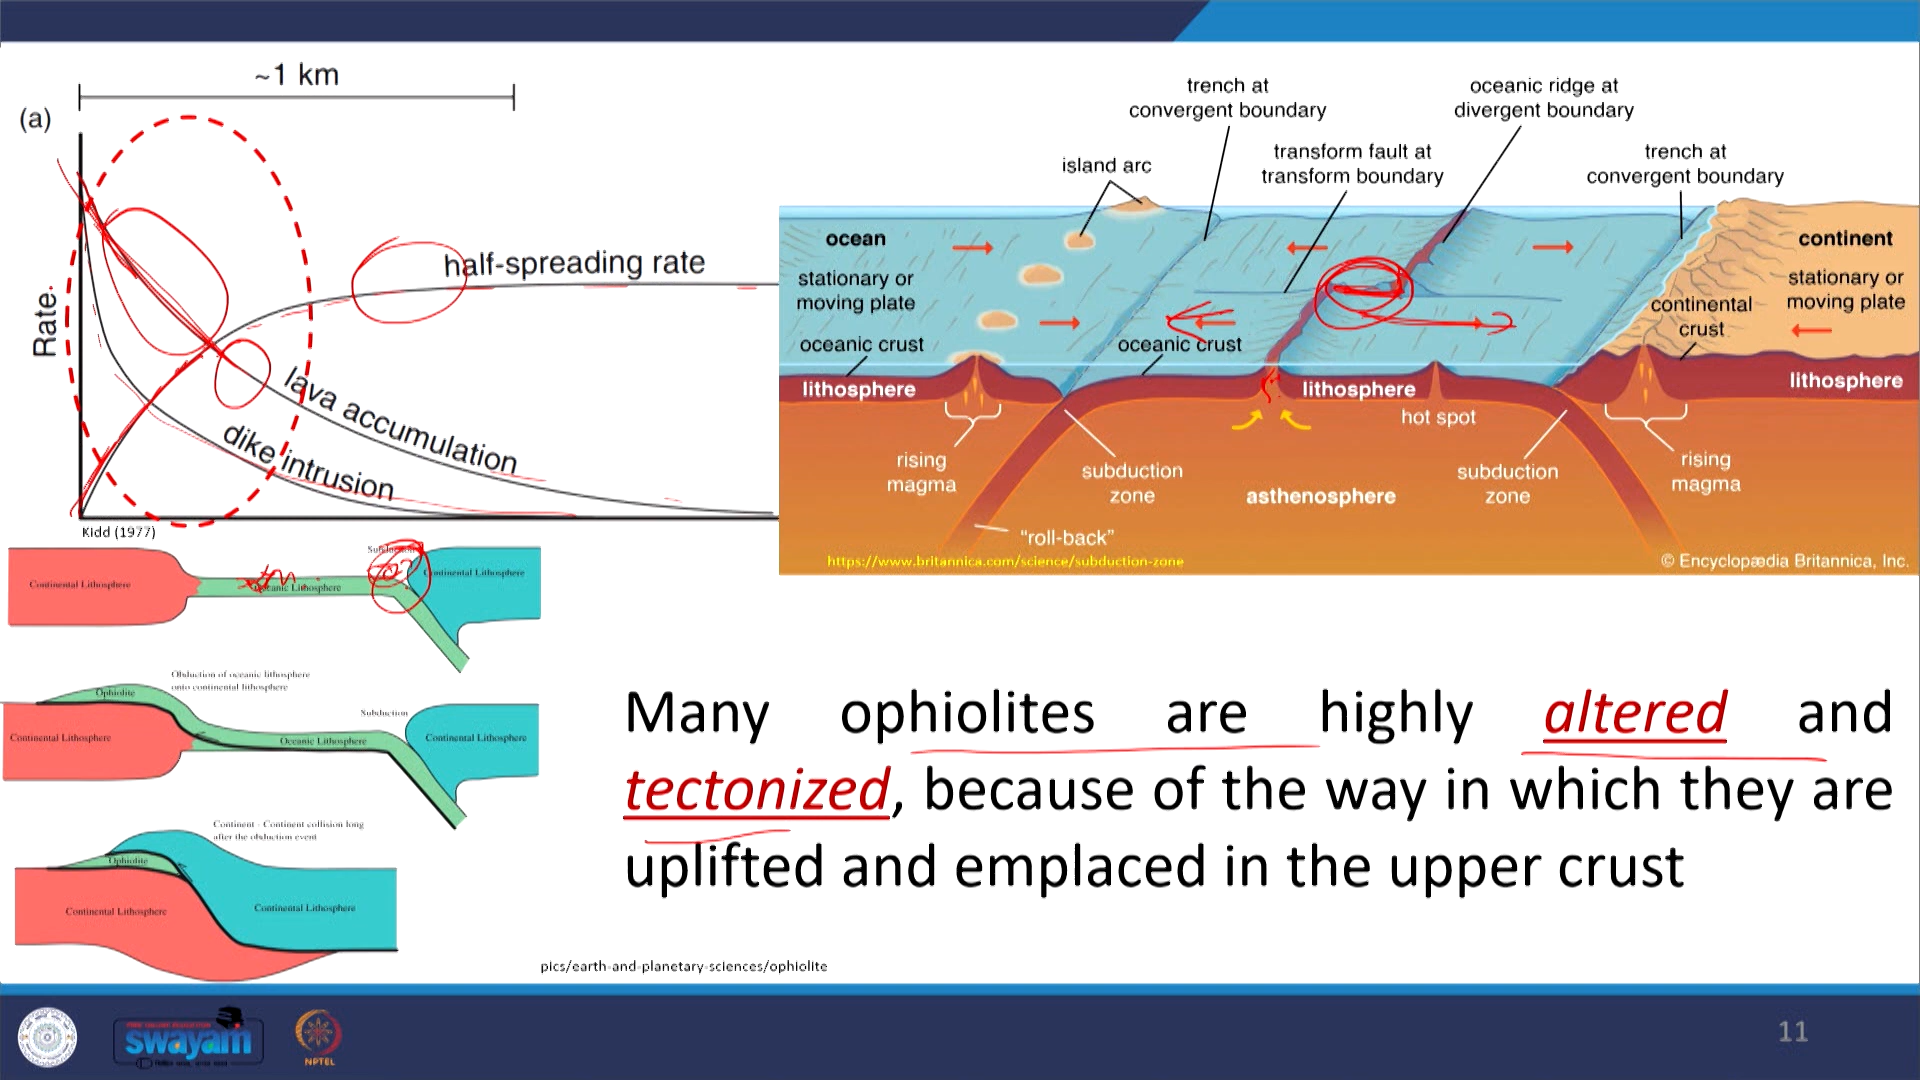 ~1 km
(a)
Rate
half-spreading rate
lava accumulation
dike intrusion
Kidd (1977)
trench at
convergent boundary
oceanic ridge at
divergent boundary
island arc
transform fault at
transform boundary
trench at
convergent boundary
ocean
stationary or
moving plate
oceanic crust
oceanic crust
continent
stationary or
moving plate
continental
crust
lithosphere
lithosphere
lithosphere
hot spot
rising
magma
subduction
zone
asthenosphere
subduction
zone
rising
magma
"roll-back"
https://www.britannica.com/science/subduction-zone
© Encyclopædia Britannica, Inc.
Continental Lithosphere
Oceanic Lithosphere
Subduction
Continental Lithosphere
Obduction of oceanic lithosphere
onto continental lithosphere
Ophiolite
Subduction
Continental Lithosphere
Oceanic Lithosphere
Continental Lithosphere
Continent - Continent collision long
after the obduction event
Ophiolite
Continental Lithosphere
Continental Lithosphere
Many ophiolites are highly altered and
tectonized, because of the way in which they are
uplifted and emplaced in the upper crust
pics/earth-and-planetary-sciences/ophiolite
swayam
NPTEL
11